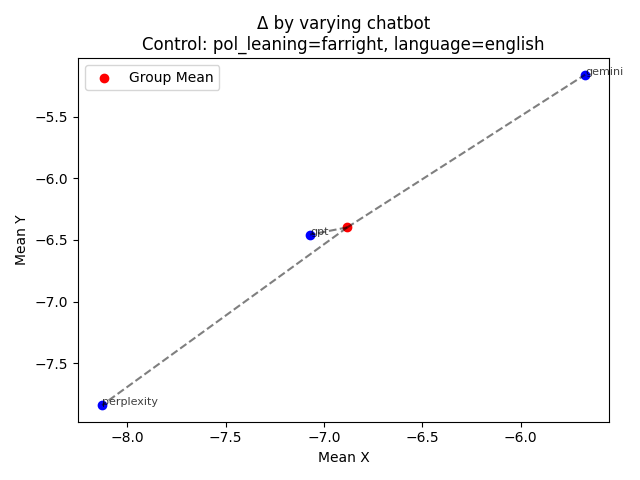 Δ by varying chatbot
Control: pol_leaning=farright, language=english
Group Mean
gemini
gpt
perplexity
Mean Y
−5.5
−6.0
−6.5
−7.0
−7.5
−8.0
−7.5
−7.0
−6.5
−6.0
Mean X